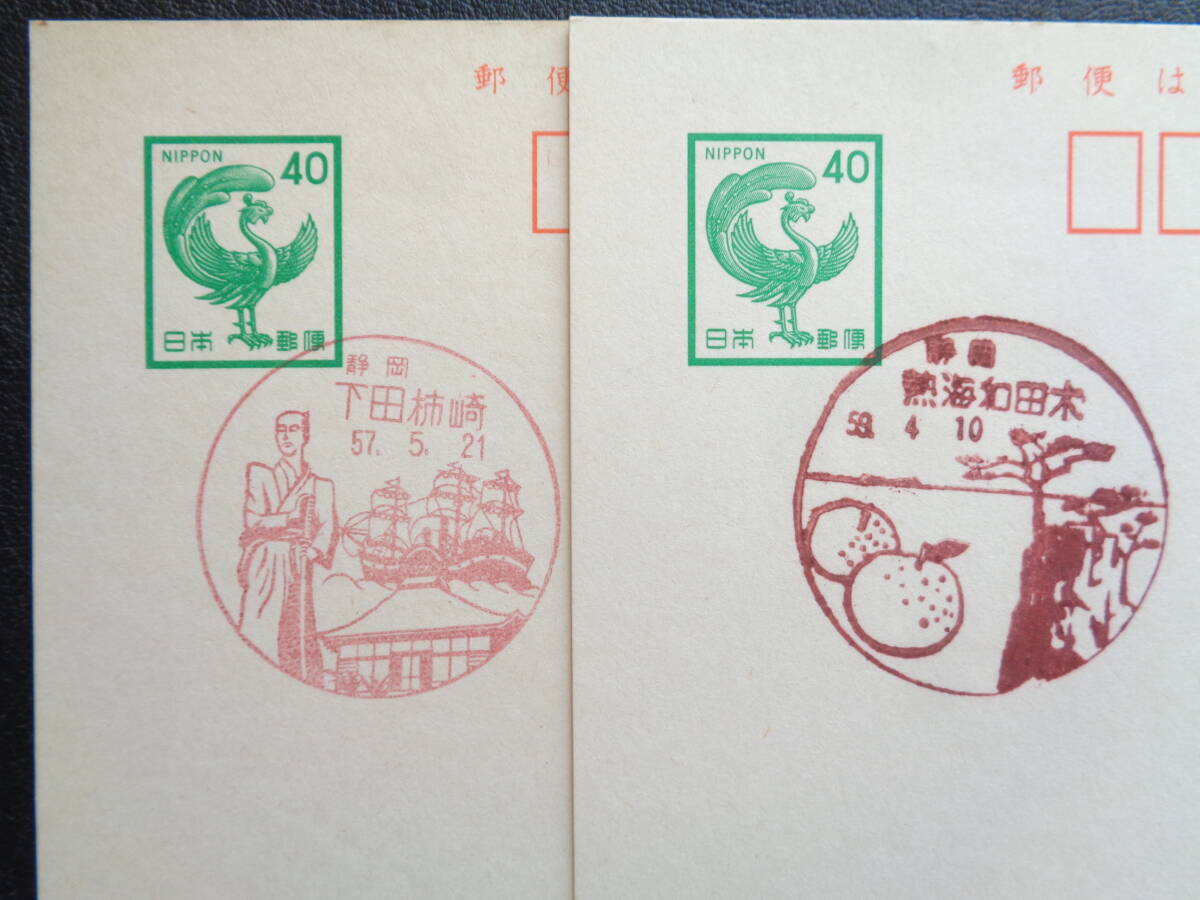 郵便
NIPPON 40
日本郵便
静岡
下田柿崎
57. 5. 21
郵便は
NIPPON 40
日本郵便
静岡
熱海和田木
59. 4 10